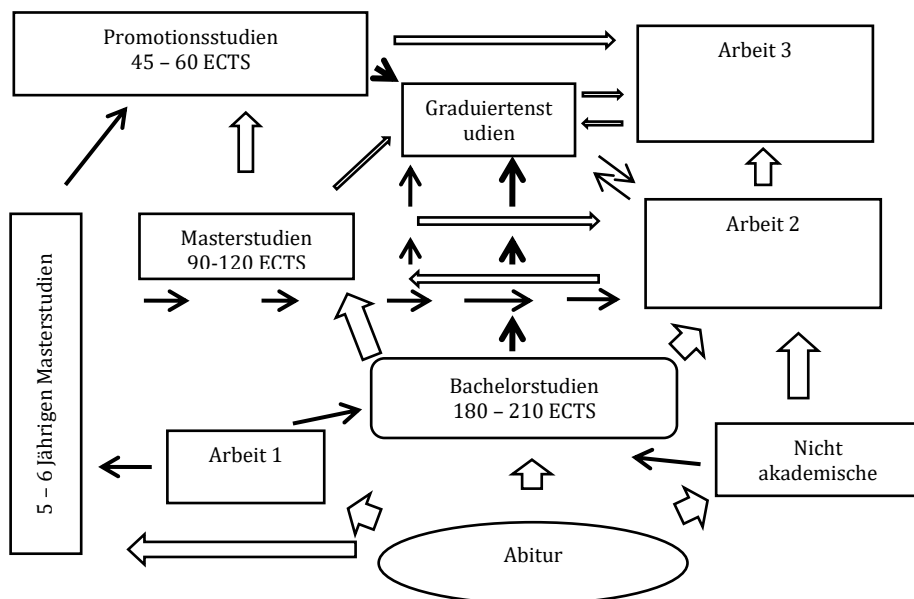 Promotionsstudien
45 – 60 ECTS
Arbeit 3
Graduiertenst
udien
Masterstudien
90-120 ECTS
Arbeit 2
5 – 6 Jährigen Masterstudien
Bachelorstudien
180 – 210 ECTS
Arbeit 1
Nicht
akademische
Abitur